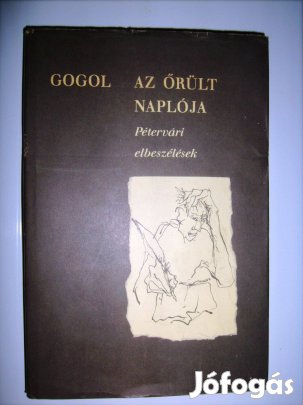 GOGOL
AZ ŐRÜLT
NAPLÓJA
Pétervári
elbeszélések
Jófogás